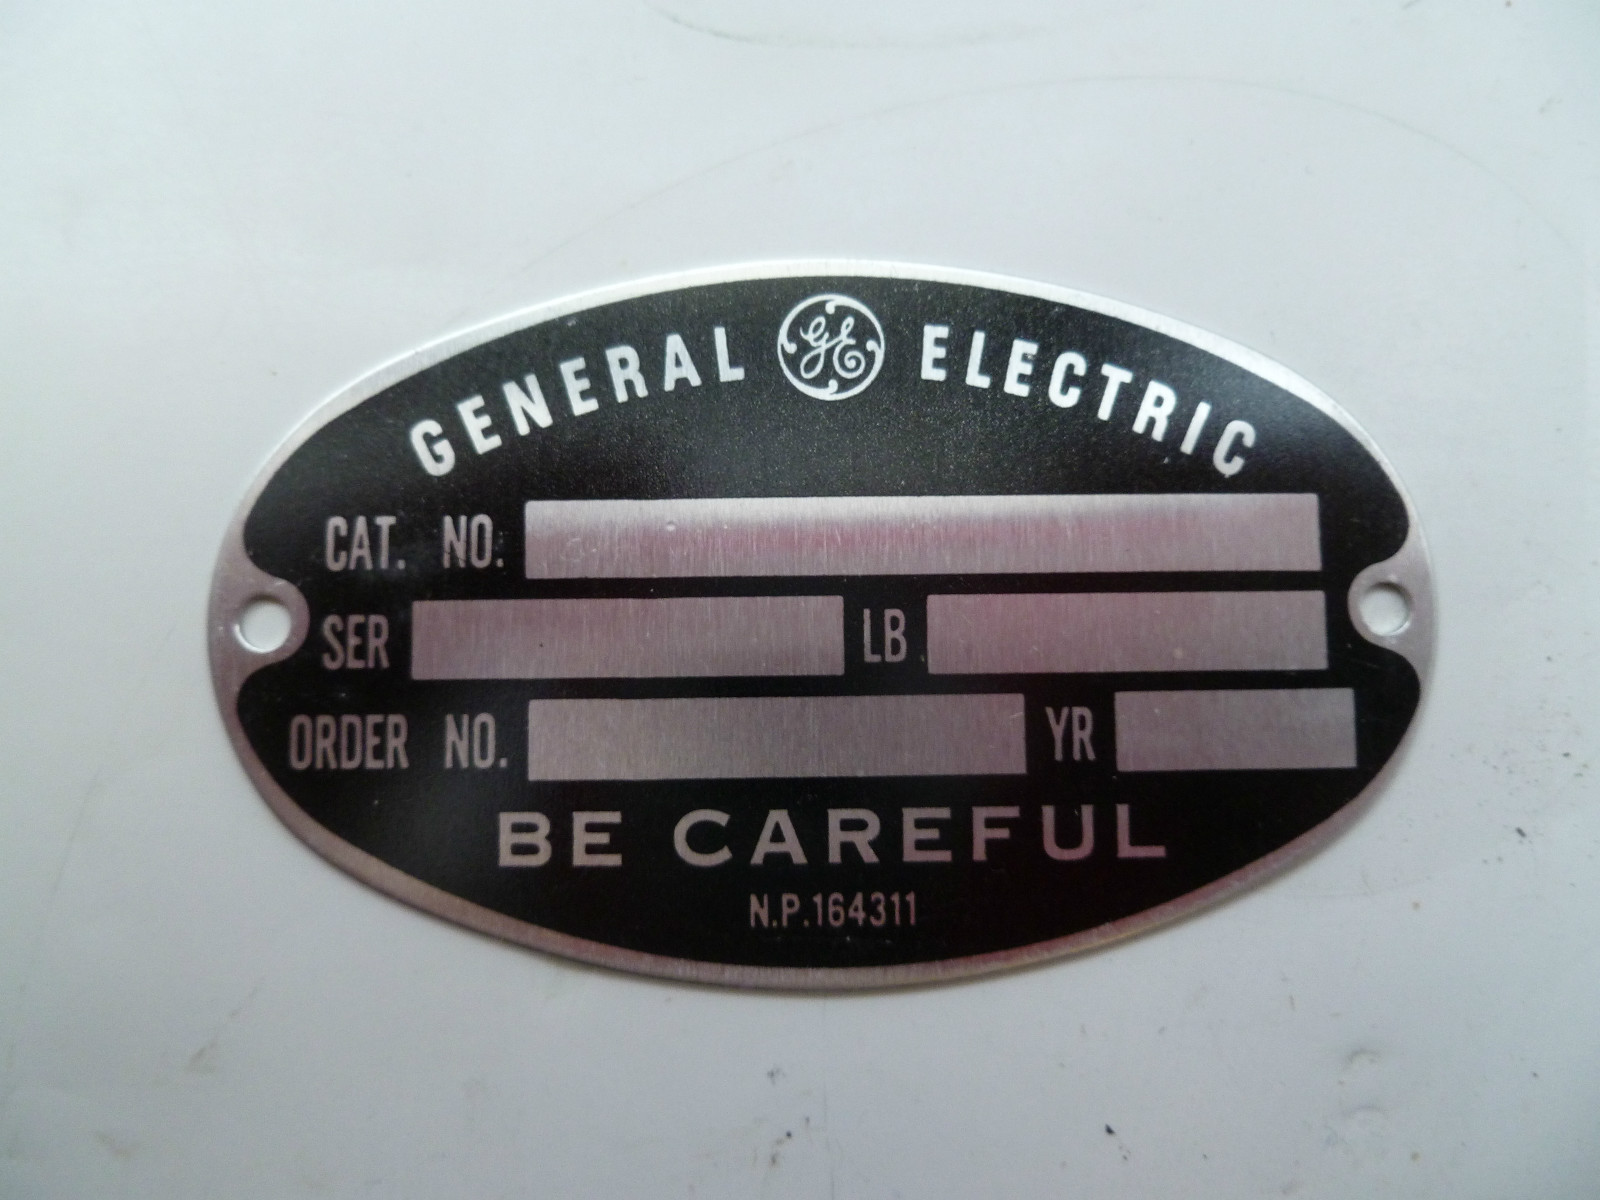 GENERAL GE ELECTRIC
CAT. NO.
SER LB
ORDER NO. YR
BE CAREFUL
N.P.164311